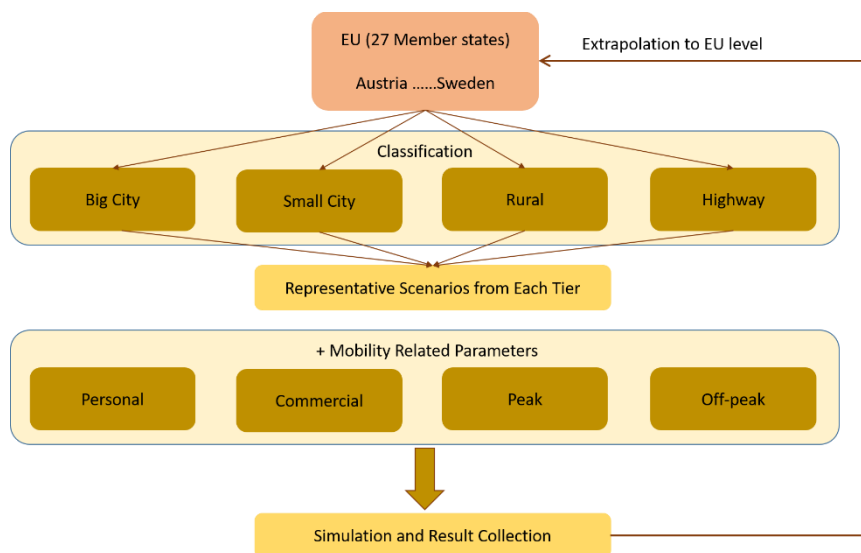 EU (27 Member states)
Extrapolation to EU level
Austria ......Sweden
Classification
Big City
Small City
Rural
Highway
Representative Scenarios from Each Tier
+ Mobility Related Parameters
Personal
Commercial
Peak
Off-peak
Simulation and Result Collection